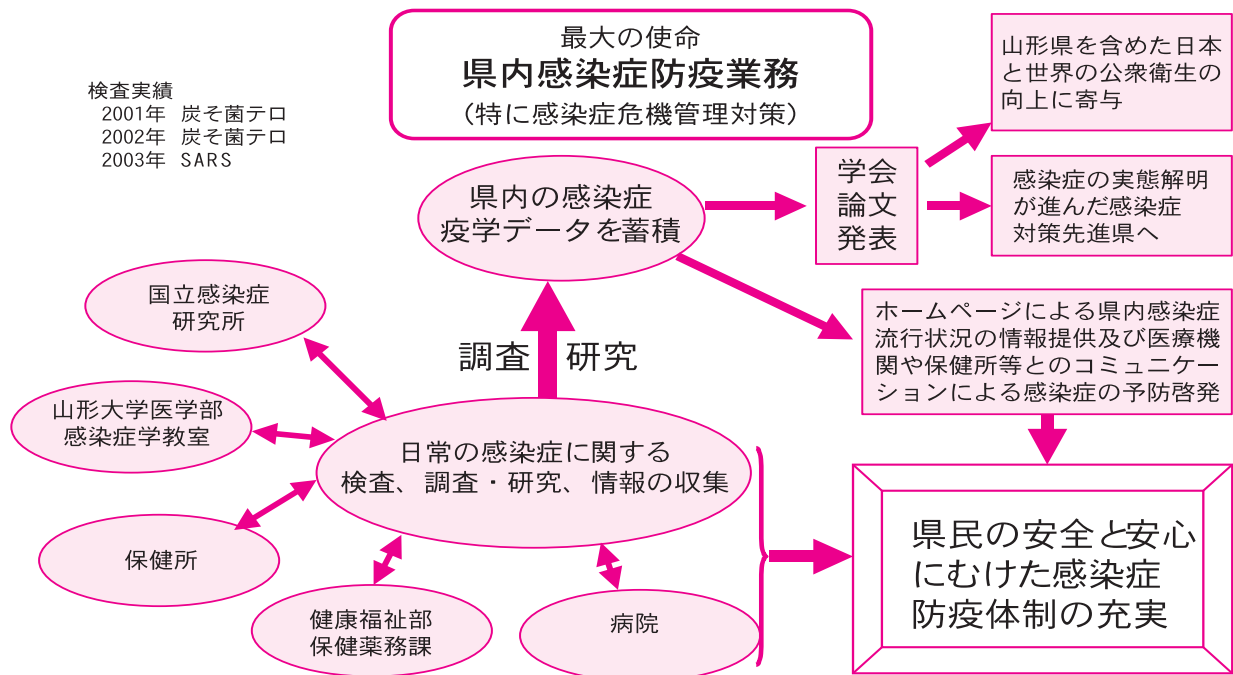 最大の使命
県内感染症防疫業務
（特に感染症危機管理対策）
検査実績
2001年 炭そ菌テロ
2002年 炭そ菌テロ
2003年 SARS
山形県を含めた日本
と世界の公衆衛生の
向上に寄与
県内の感染症
疫学データを蓄積
学会
論文
発表
感染症の実態解明
が進んだ感染症
対策先進県へ
国立感染症
研究所
ホームページによる県内感染症
流行状況の情報提供及び医療機
関や保健所等とのコミュニケー
ションによる感染症の予防啓発
調査 研究
山形大学医学部
感染症学教室
日常の感染症に関する
検査、調査・研究、情報の収集
保健所
健康福祉部
保健薬務課
病院
県民の安全と安心
にむけた感染症
防疫体制の充実